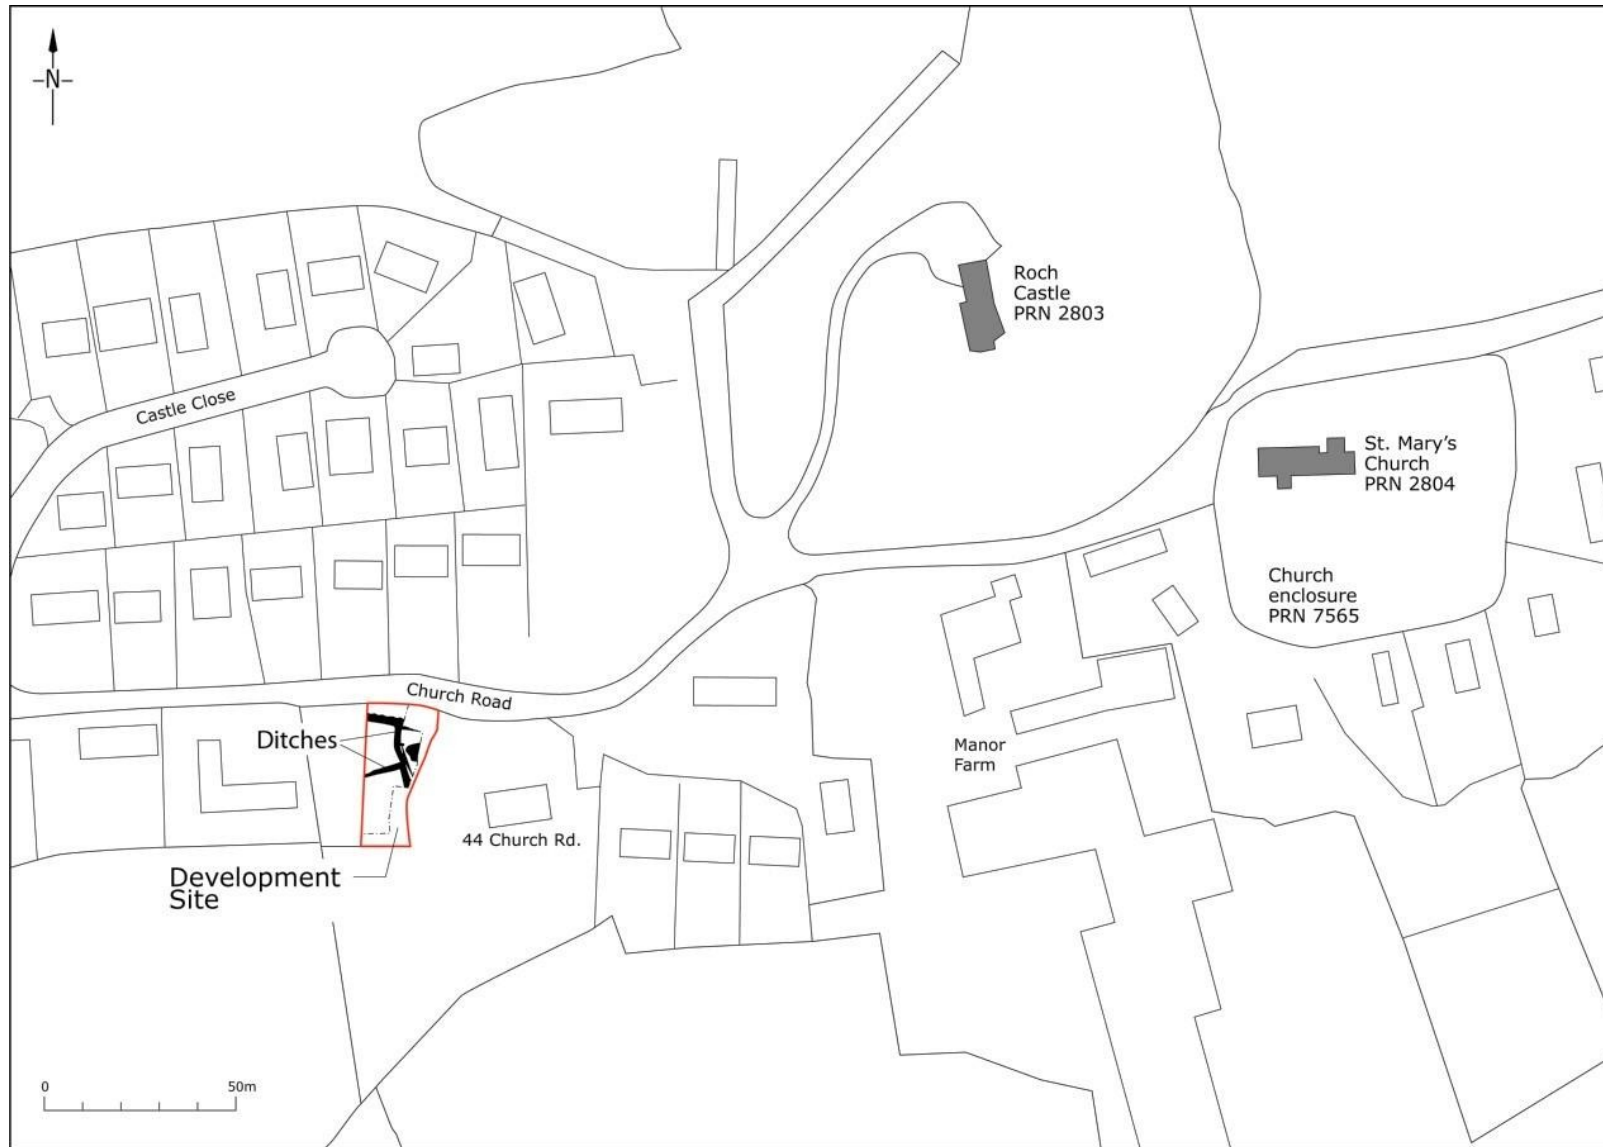 -N-
Roch
Castle
PRN 2803
Castle Close
St. Mary's
Church
PRN 2804
Church
enclosure
PRN 7565
Church Road
Ditches
Manor
Farm
44 Church Rd.
Development
Site
0 50m